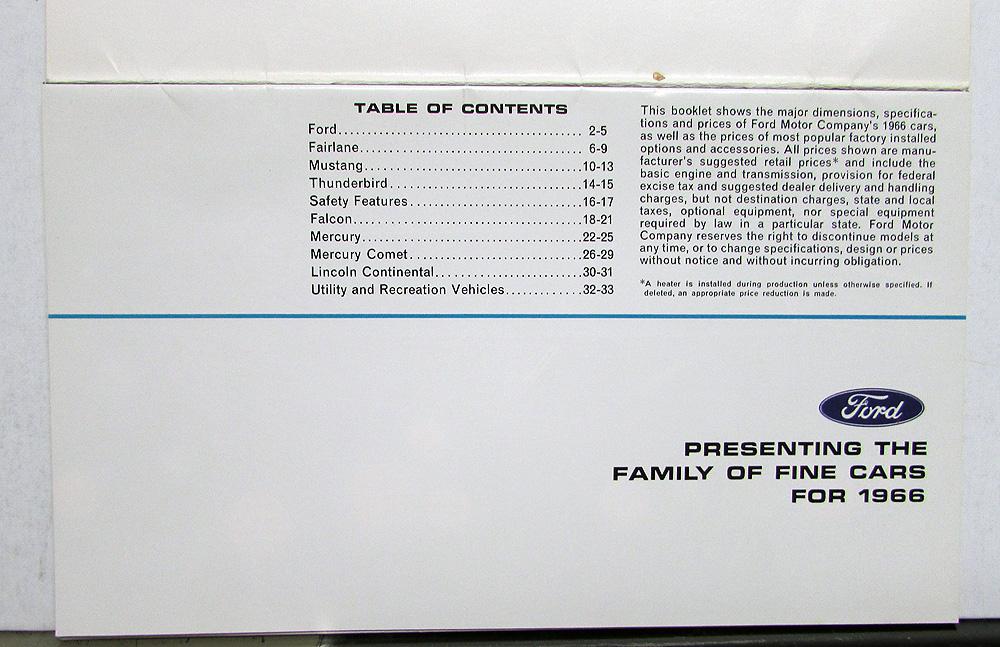 TABLE OF CONTENTS
Ford.................................. 2-5
Fairlane............................... 6-9
Mustang..............................10-13
Thunderbird..........................14-15
Safety Features.......................16-17
Falcon................................18-21
Mercury..............................22-25
Mercury Comet.......................26-29
Lincoln Continental....................30-31
Utility and Recreation Vehicles............32-33
This booklet shows the major dimensions, specifica-
tions and prices of Ford Motor Company's 1966 cars,
as well as the prices of most popular factory installed
options and accessories. All prices shown are manu-
facturer's suggested retail prices* and include the
basic engine and transmission, provision for federal
excise tax and suggested dealer delivery and handling
charges, but not destination charges, state and local
taxes, optional equipment, nor special equipment
required by law in a particular state. Ford Motor
Company reserves the right to discontinue models at
any time, or to change specifications, design or prices
without notice and without incurring obligation.
*A heater is installed during production unless otherwise specified. If
deleted, an appropriate price reduction is made.
Ford
PRESENTING THE
FAMILY OF FINE CARS
FOR 1966